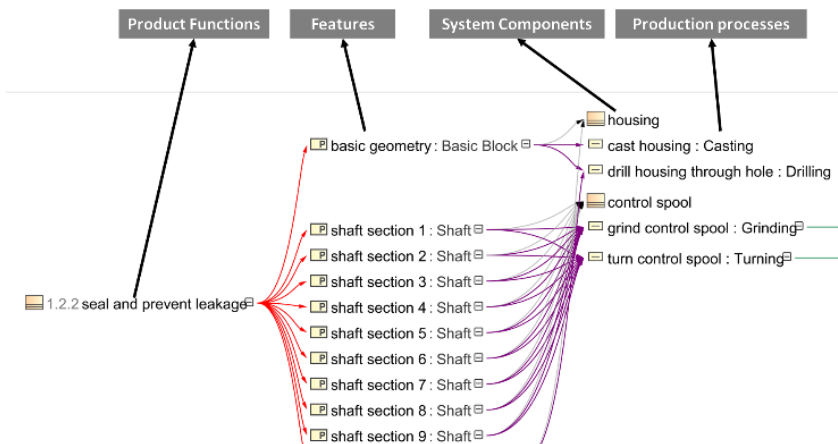 Product Functions
Features
System Components
Production processes
housing
basic geometry : Basic Block
cast housing : Casting
drill housing through hole : Drilling
control spool
shaft section 1 : Shaft
grind control spool : Grinding
shaft section 2 : Shaft
turn control spool : Turning
shaft section 3 : Shaft
1.2.2 seal and prevent leakage
shaft section 4 : Shaft
shaft section 5 : Shaft
shaft section 6 : Shaft
shaft section 7 : Shaft
shaft section 8 : Shaft
shaft section 9 : Shaft